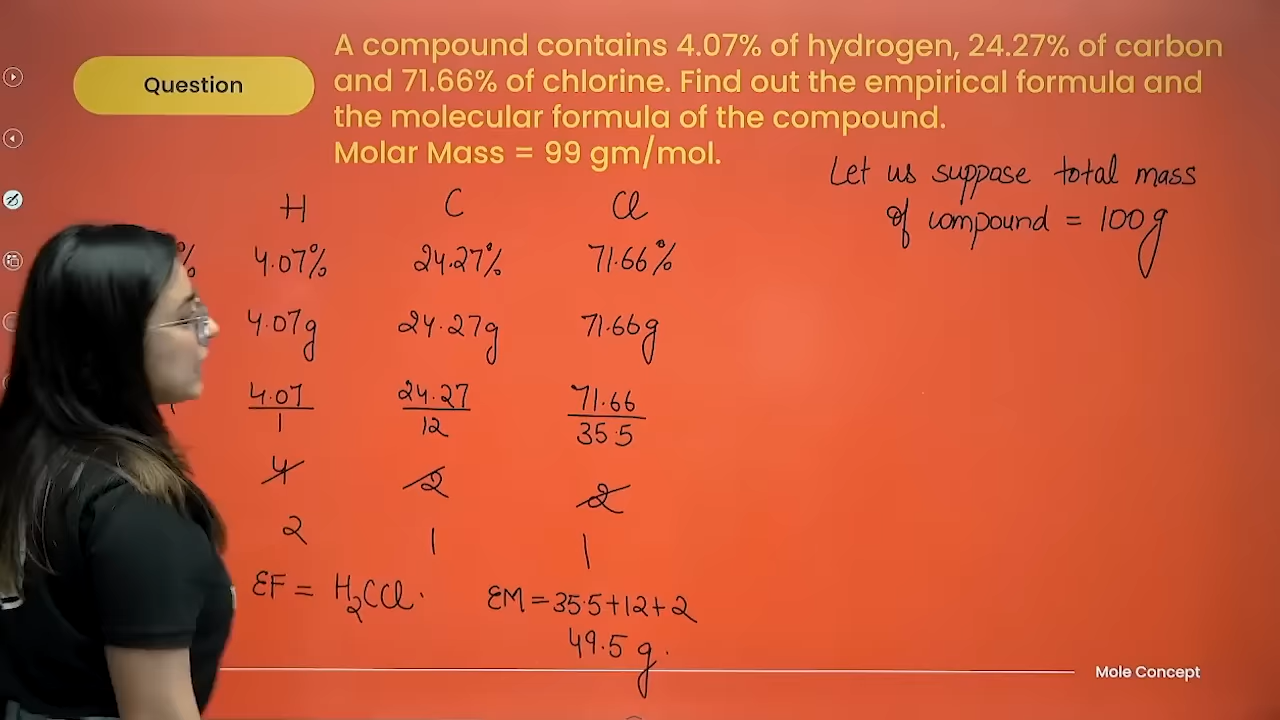 Question
A compound contains 4.07% of hydrogen, 24.27% of carbon
and 71.66% of chlorine. Find out the empirical formula and
the molecular formula of the compound.
Molar Mass = 99 gm/mol.
Let us suppose total mass
of compound = 100g
H C Cl
% 4.07% 24.27% 71.66%
4.07g 24.27g 71.66g
4.07/1 24.27/12 71.66/35.5
4 2 2
2 1 1
EF = H₂CCl. EM = 35.5+12+2
49.5 g.
Mole Concept